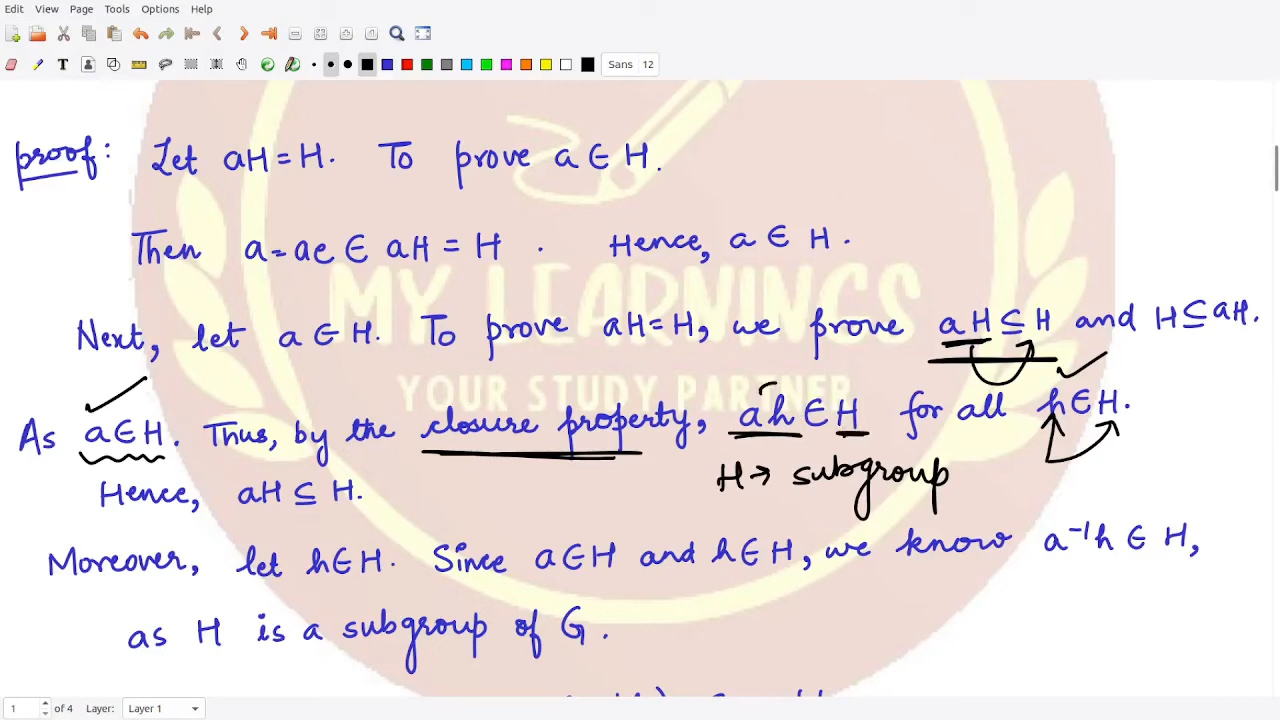 Edit View Page Tools Options Help
Sans 12
proof: Let aH = H. To prove a ∈ H.
Then a = ae ∈ aH = H . Hence, a ∈ H .
MY LEARNINGS
Next, let a ∈ H. To prove aH = H, we prove aH ⊆ H and H ⊆ aH.
YOUR STUDY PARTNER
As a ∈ H. Thus, by the closure property, ah ∈ H for all h ∈ H.
H → subgroup
Hence, aH ⊆ H.
Moreover, let h ∈ H. Since a ∈ H and h ∈ H, we know a⁻¹h ∈ H,
as H is a subgroup of G.
1 of 4 Layer: Layer 1